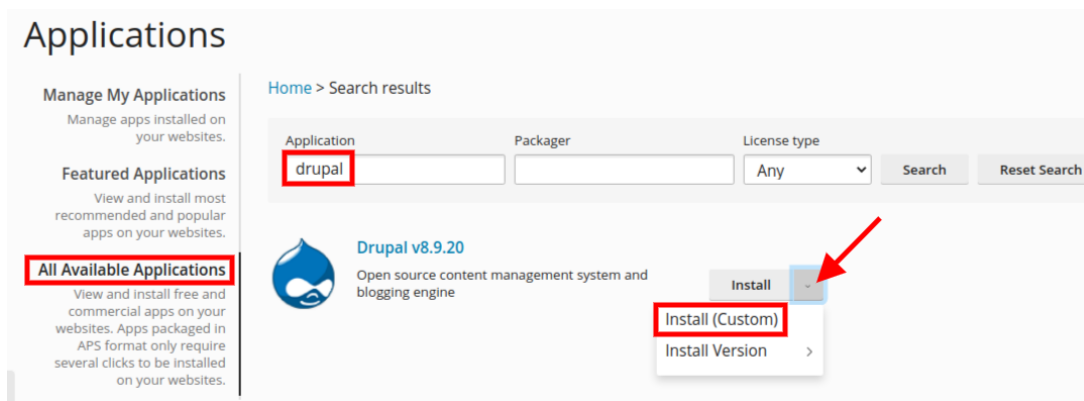 Applications
Manage My Applications
Manage apps installed on
your websites.
Featured Applications
View and install most
recommended and popular
apps on your websites.
All Available Applications
View and install free and
commercial apps on your
websites. Apps packaged in
APS format only require
several clicks to be installed
on your websites.
Home > Search results
Application
Packager
License type
drupal
Any
Search
Reset Search
Drupal v8.9.20
Open source content management system and
blogging engine
Install
Install (Custom)
Install Version >